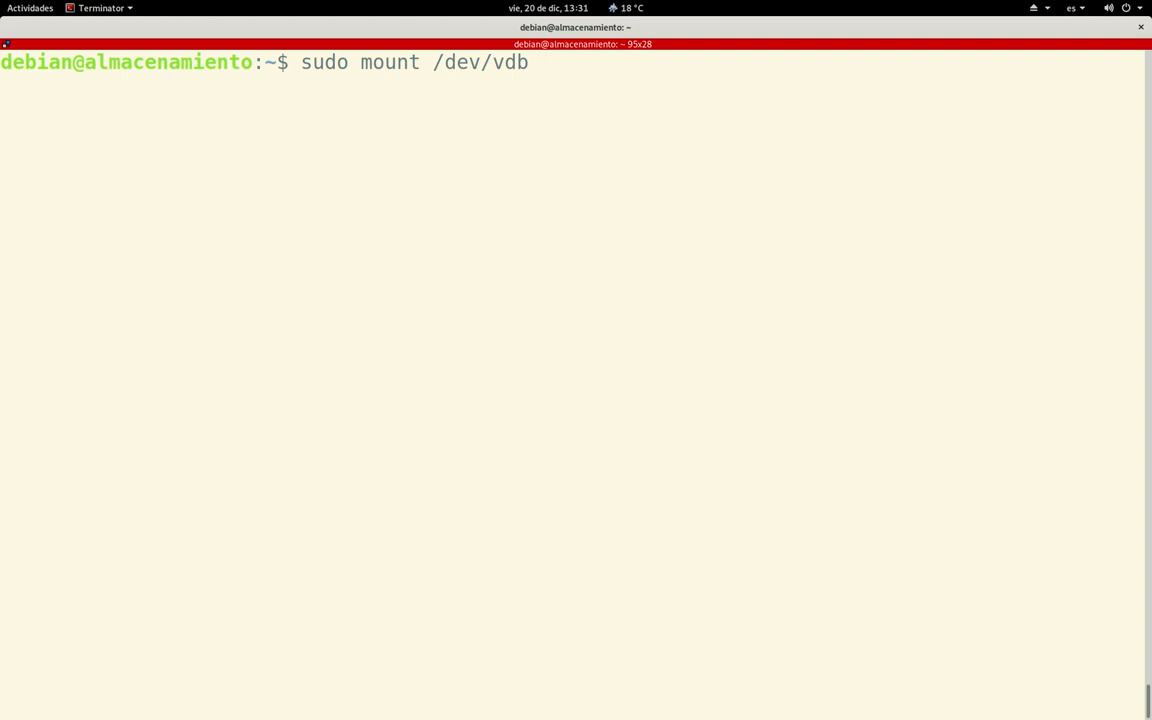 Actividades Terminator vie, 20 de dic, 13:31 18 °C es
debian@almacenamiento: ~
debian@almacenamiento: ~ 95x28
debian@almacenamiento:~$ sudo mount /dev/vdb